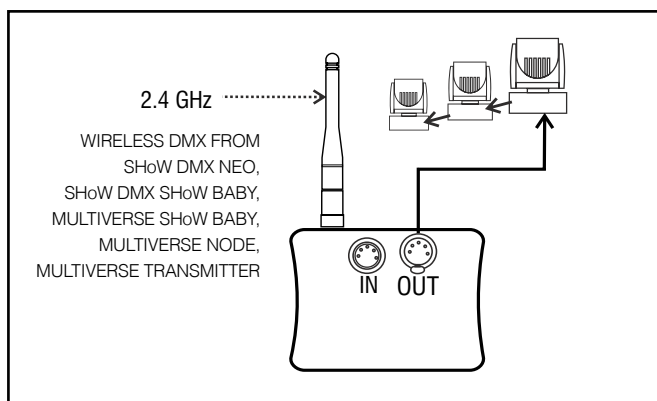 2.4 GHz
WIRELESS DMX FROM
SHoW DMX NEO,
SHoW DMX SHoW BABY,
MULTIVERSE SHoW BABY,
MULTIVERSE NODE,
MULTIVERSE TRANSMITTER
IN OUT